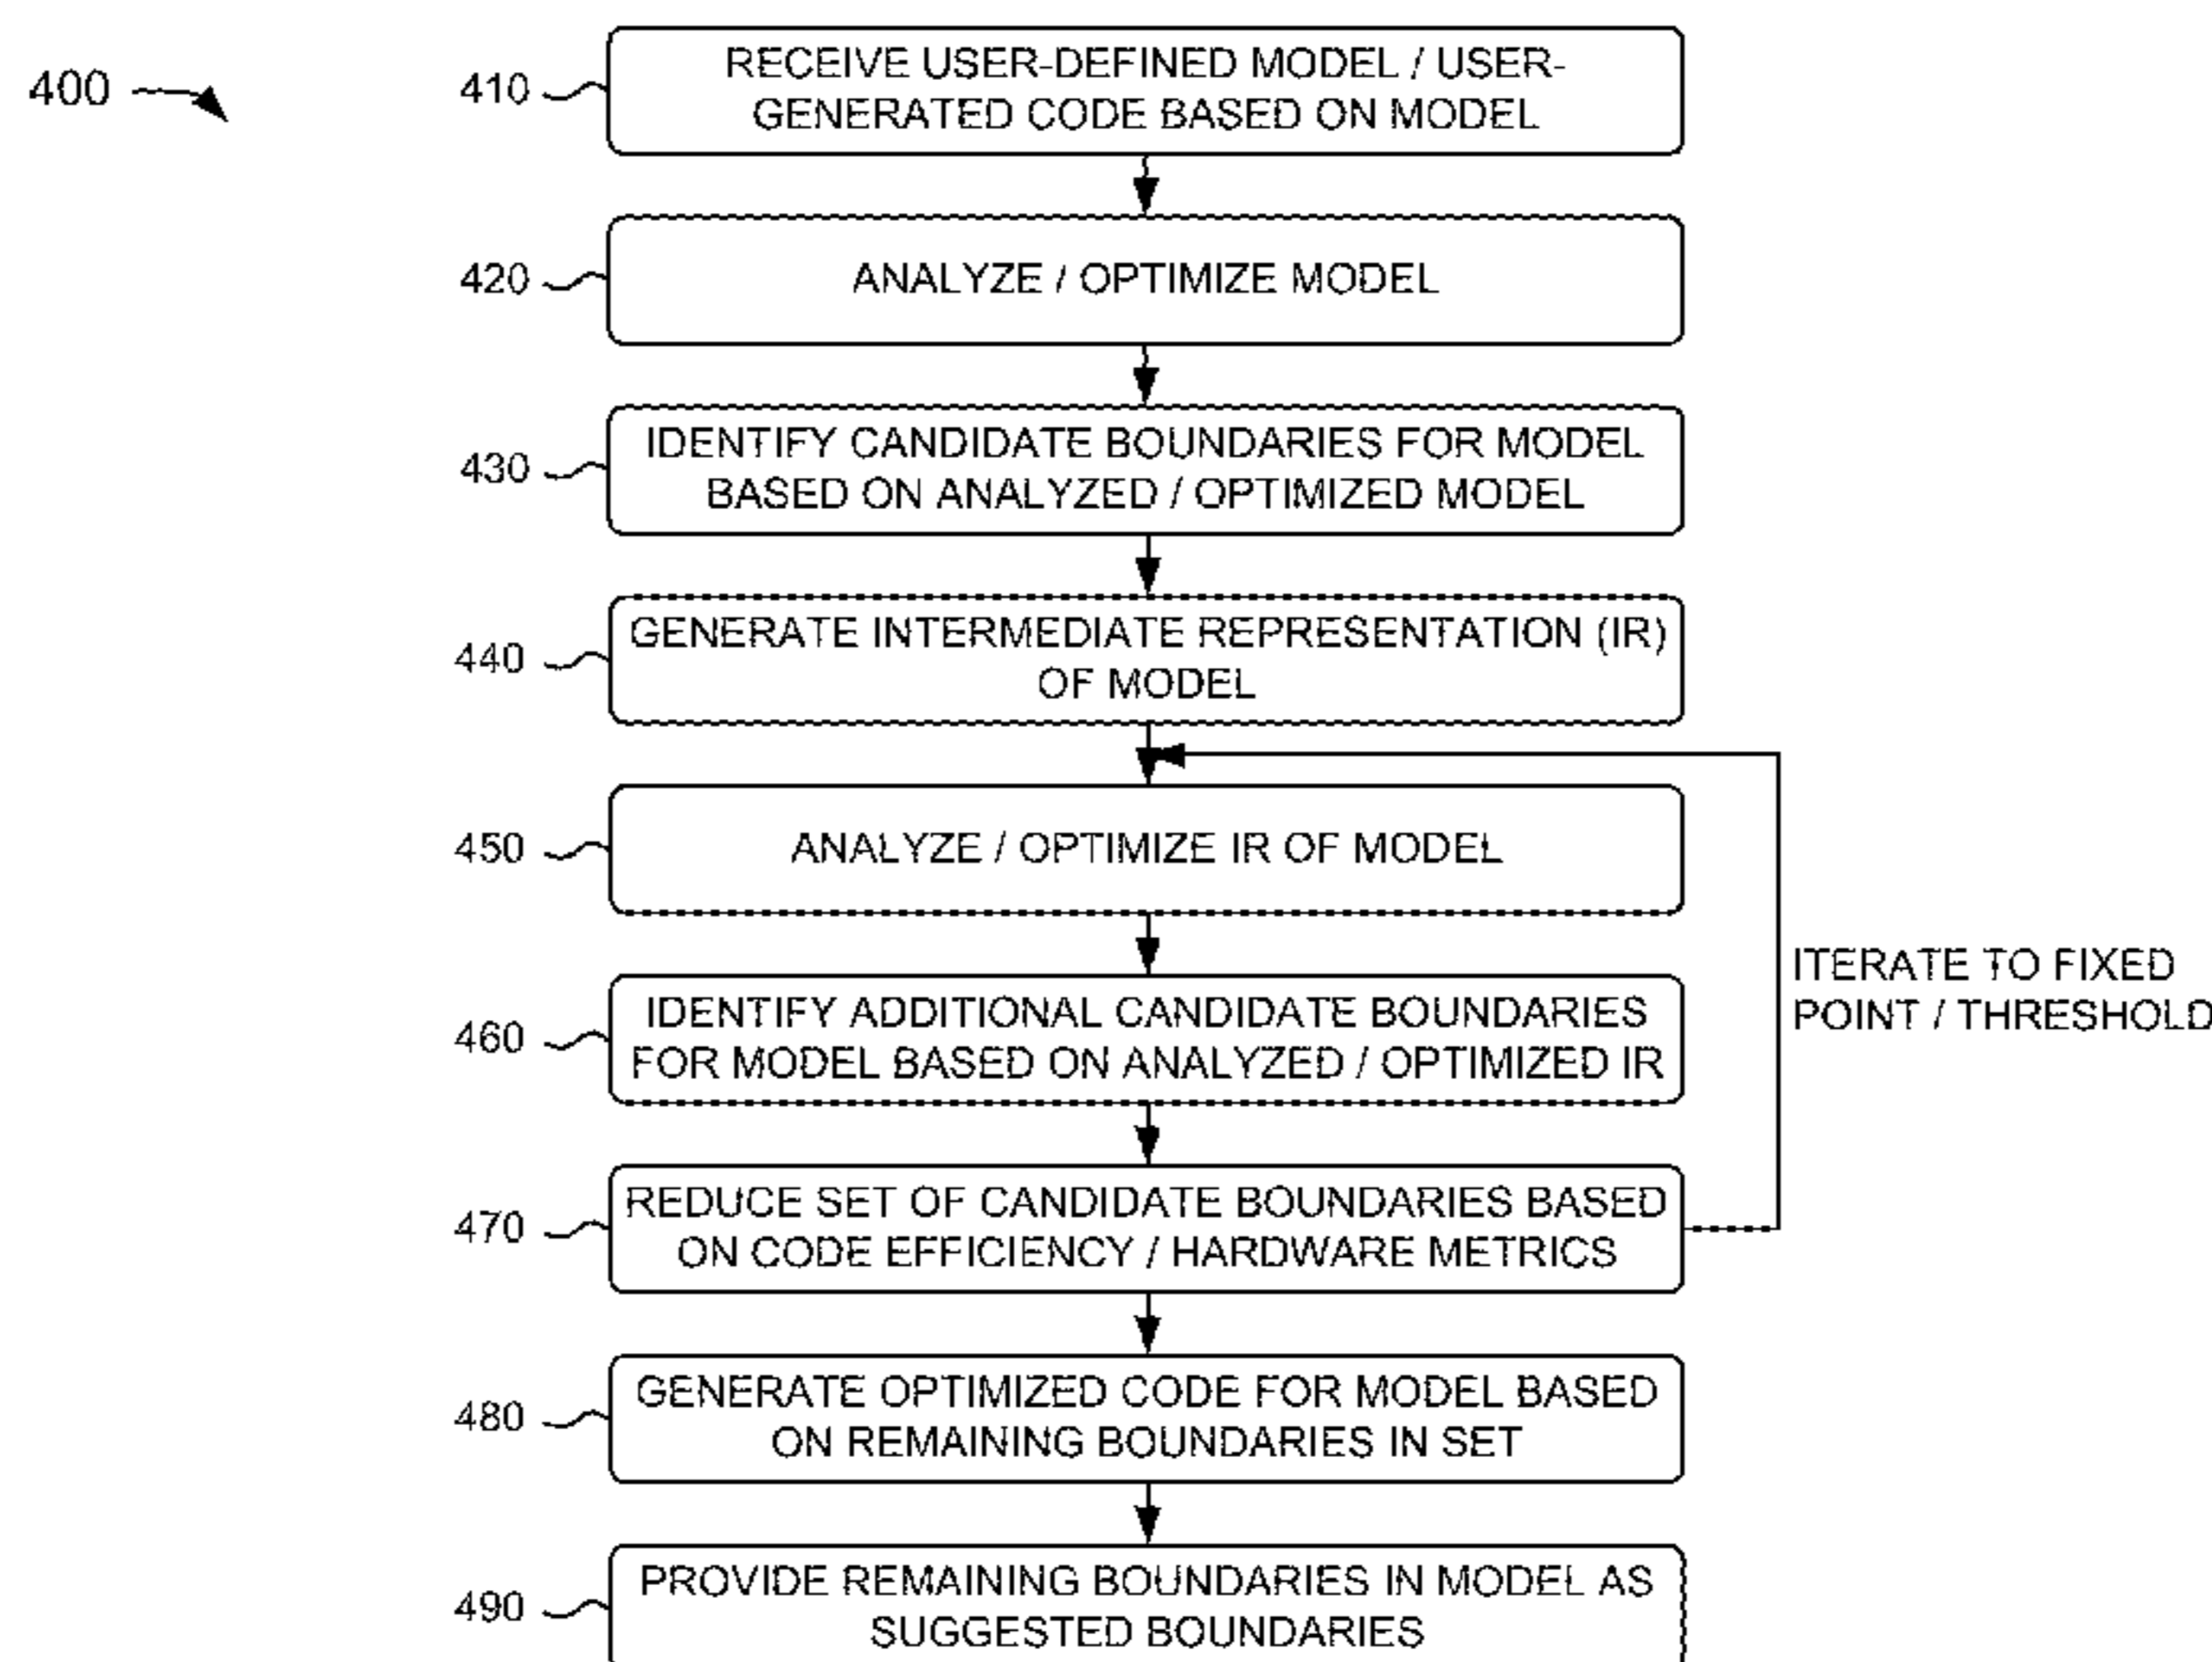 400
410
RECEIVE USER-DEFINED MODEL / USER-
GENERATED CODE BASED ON MODEL
420
ANALYZE / OPTIMIZE MODEL
430
IDENTIFY CANDIDATE BOUNDARIES FOR MODEL
BASED ON ANALYZED / OPTIMIZED MODEL
440
GENERATE INTERMEDIATE REPRESENTATION (IR)
OF MODEL
450
ANALYZE / OPTIMIZE IR OF MODEL
460
IDENTIFY ADDITIONAL CANDIDATE BOUNDARIES
FOR MODEL BASED ON ANALYZED / OPTIMIZED IR
ITERATE TO FIXED
POINT / THRESHOLD
470
REDUCE SET OF CANDIDATE BOUNDARIES BASED
ON CODE EFFICIENCY / HARDWARE METRICS
480
GENERATE OPTIMIZED CODE FOR MODEL BASED
ON REMAINING BOUNDARIES IN SET
490
PROVIDE REMAINING BOUNDARIES IN MODEL AS
SUGGESTED BOUNDARIES